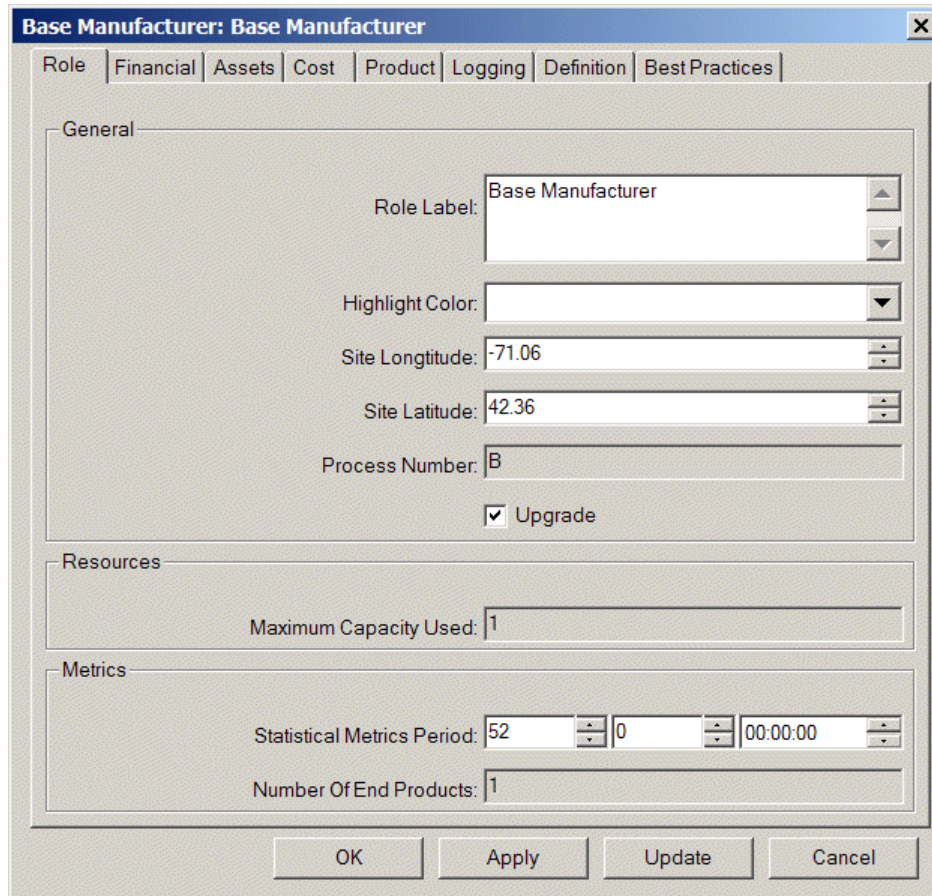 Base Manufacturer: Base Manufacturer
Role Financial Assets Cost Product Logging Definition Best Practices
General
Role Label: Base Manufacturer
Highlight Color:
Site Longtitude: -71.06
Site Latitude: 42.36
Process Number: B
Upgrade
Resources
Maximum Capacity Used: 1
Metrics
Statistical Metrics Period: 52 0 00:00:00
Number Of End Products: 1
OK Apply Update Cancel